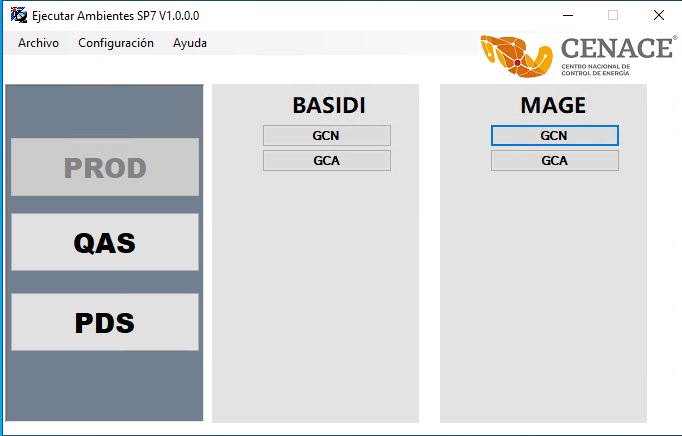 Ejecutar Ambientes SP7 V1.0.0.0
Archivo Configuración Ayuda
CENACE®
CENTRO NACIONAL DE
CONTROL DE ENERGÍA
PROD
QAS
PDS
BASIDI
GCN
GCA
MAGE
GCN
GCA